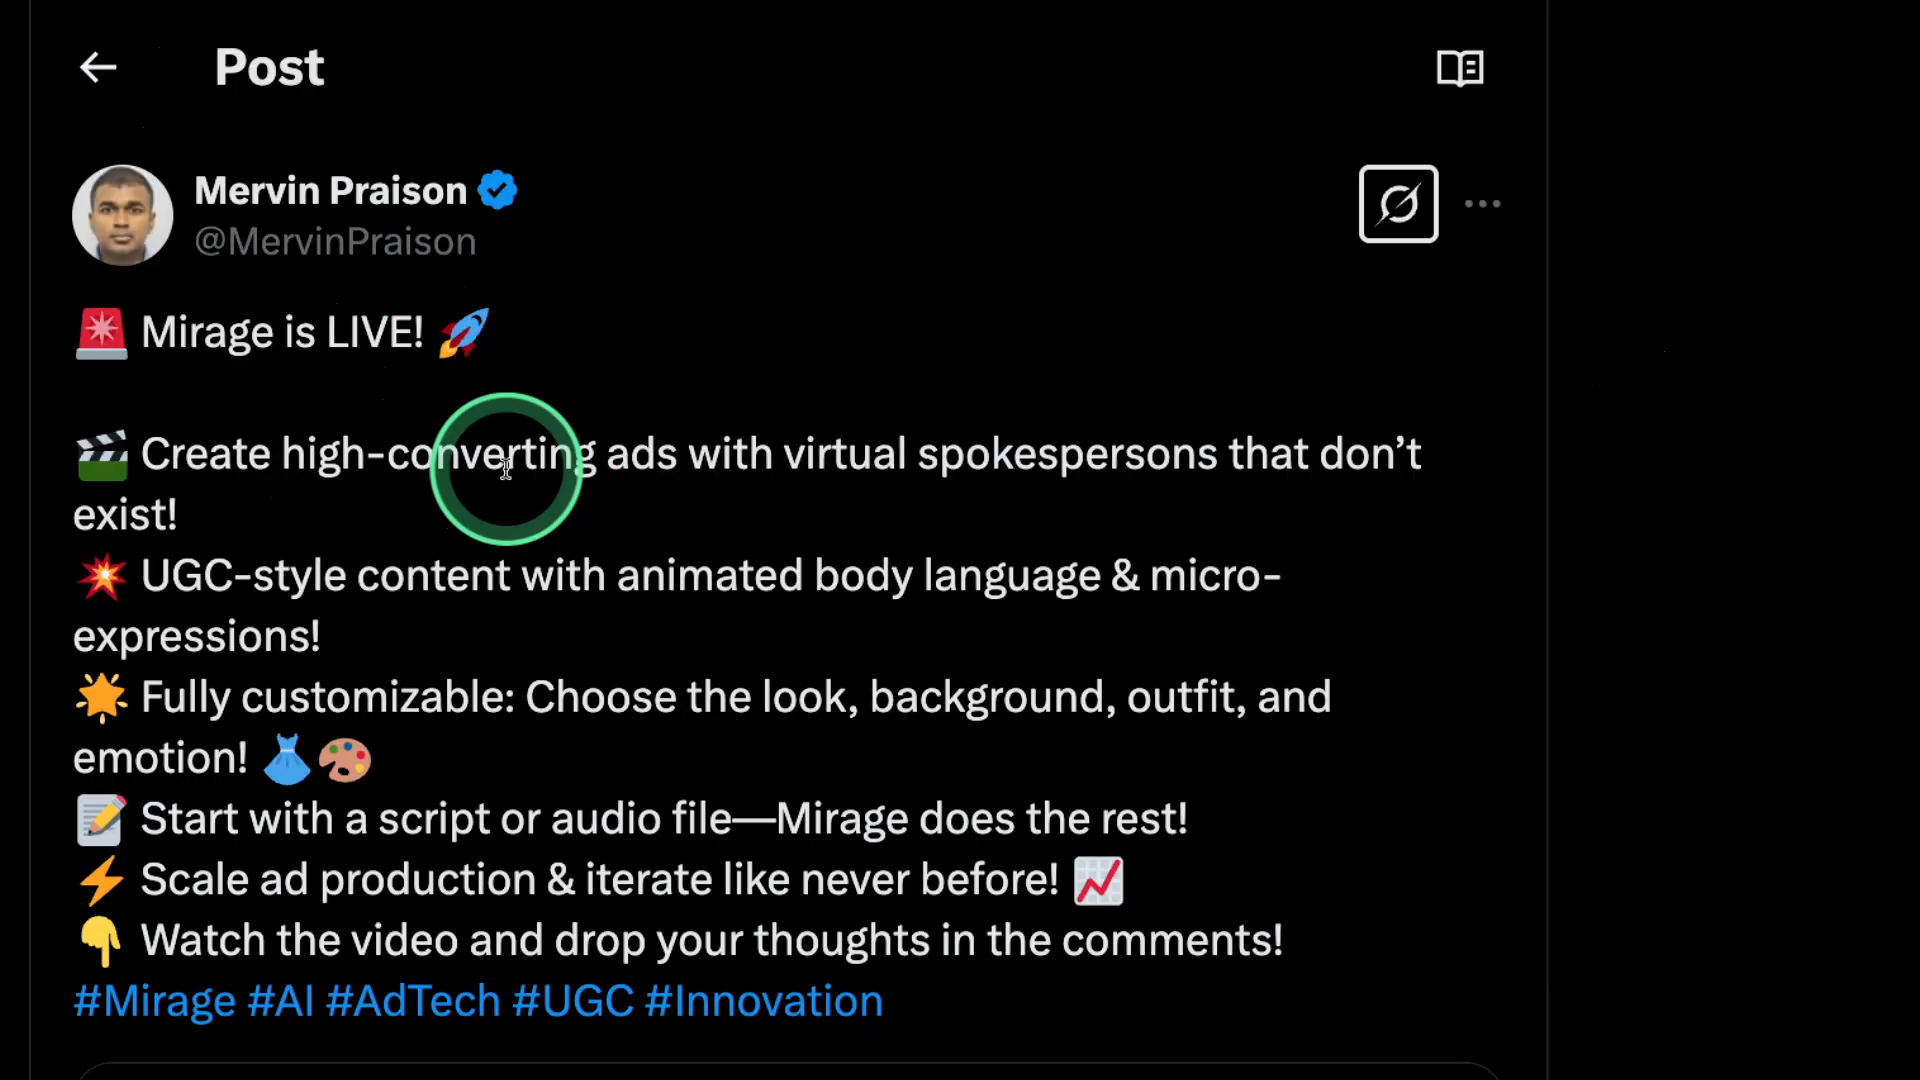 Post
Mervin Praison
@MervinPraison
🚨 Mirage is LIVE! 🚀
🎬 Create high-converting ads with virtual spokespersons that don’t
exist!
💥 UGC-style content with animated body language & micro-
expressions!
🌟 Fully customizable: Choose the look, background, outfit, and
emotion! 👗🎨
📝 Start with a script or audio file—Mirage does the rest!
⚡ Scale ad production & iterate like never before! 📈
👇 Watch the video and drop your thoughts in the comments!
#Mirage #AI #AdTech #UGC #Innovation